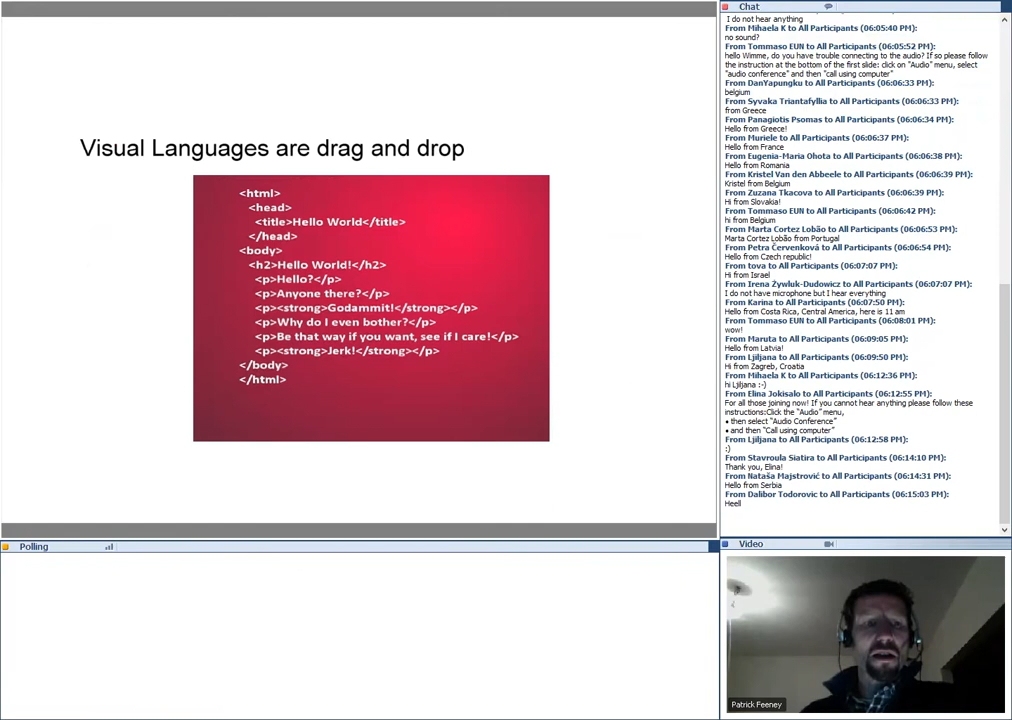 Visual Languages are drag and drop
<html>
<head>
<title>Hello World</title>
</head>
<body>
<h2>Hello World!</h2>
<p>Hello?</p>
<p>Anyone there?</p>
<p><strong>Godammit!</strong></p>
<p>Why do I even bother?</p>
<p>Be that way if you want, see if I care!</p>
<p><strong>Jerk!</strong></p>
</body>
</html>
Polling
Chat
I do not hear anything
From Mihaela K to All Participants (06:05:40 PM):
no sound?
From Tommaso EUN to All Participants (06:05:52 PM):
hello Wimme, do you have trouble connecting to the audio? If so please follow
the instruction at the bottom of the first slide: click on "Audio" menu, select
"audio conference" and then "call using computer"
From DanYapungku to All Participants (06:06:33 PM):
belgium
From Syvaka Triantafyllia to All Participants (06:06:33 PM):
from Greece
From Panagiotis Psomas to All Participants (06:06:34 PM):
Hello from Greece!
From Muriele to All Participants (06:06:37 PM):
Hello from France
From Eugenia-Maria Ohota to All Participants (06:06:38 PM):
Hello from Romania
From Kristel Van den Abbeele to All Participants (06:06:39 PM):
Kristel from Belgium
From Zuzana Tkacova to All Participants (06:06:39 PM):
Hi from Slovakia!
From Tommaso EUN to All Participants (06:06:42 PM):
hi from Belgium
From Marta Cortez Lobão to All Participants (06:06:53 PM):
Marta Cortez Lobão from Portugal
From Petra Červenková to All Participants (06:06:54 PM):
Hello from Czech republic!
From tova to All Participants (06:07:07 PM):
Hi from Israel
From Irena Żywluk-Dudowicz to All Participants (06:07:07 PM):
I do not have microphone but I hear everything
From Karina to All Participants (06:07:50 PM):
Hello from Costa Rica, Central America, here is 11 am
From Tommaso EUN to All Participants (06:08:01 PM):
wow!
From Maruta to All Participants (06:09:05 PM):
Hello from Latvia!
From Ljiljana to All Participants (06:09:50 PM):
Hi from Zagreb, Croatia
From Mihaela K to All Participants (06:12:36 PM):
hi Ljiljana :-)
From Elina Jokisalo to All Participants (06:12:55 PM):
For all those joining now! If you cannot hear anything please follow these
instructions:Click the "Audio" menu,
• then select "Audio Conference"
• and then "Call using computer"
From Ljiljana to All Participants (06:12:58 PM):
:)
From Stavroula Siatira to All Participants (06:14:10 PM):
Thank you, Elina!
From Nataša Majstrović to All Participants (06:14:31 PM):
Hello from Serbia
From Dalibor Todorovic to All Participants (06:15:03 PM):
Heell
Video
Patrick Feeney